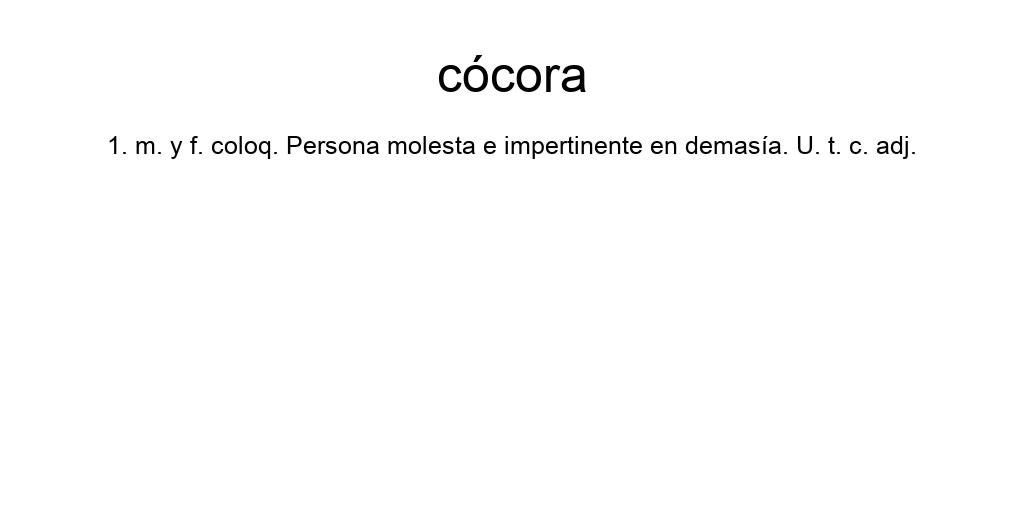 cócora
1. m. y f. coloq. Persona molesta e impertinente en demasía. U. t. c. adj.